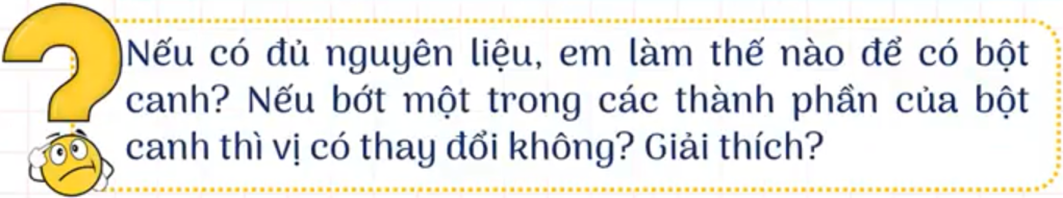 Nếu có đủ nguyên liệu, em làm thế nào để có bột
canh? Nếu bớt một trong các thành phần của bột
canh thì vị có thay đổi không? Giải thích?